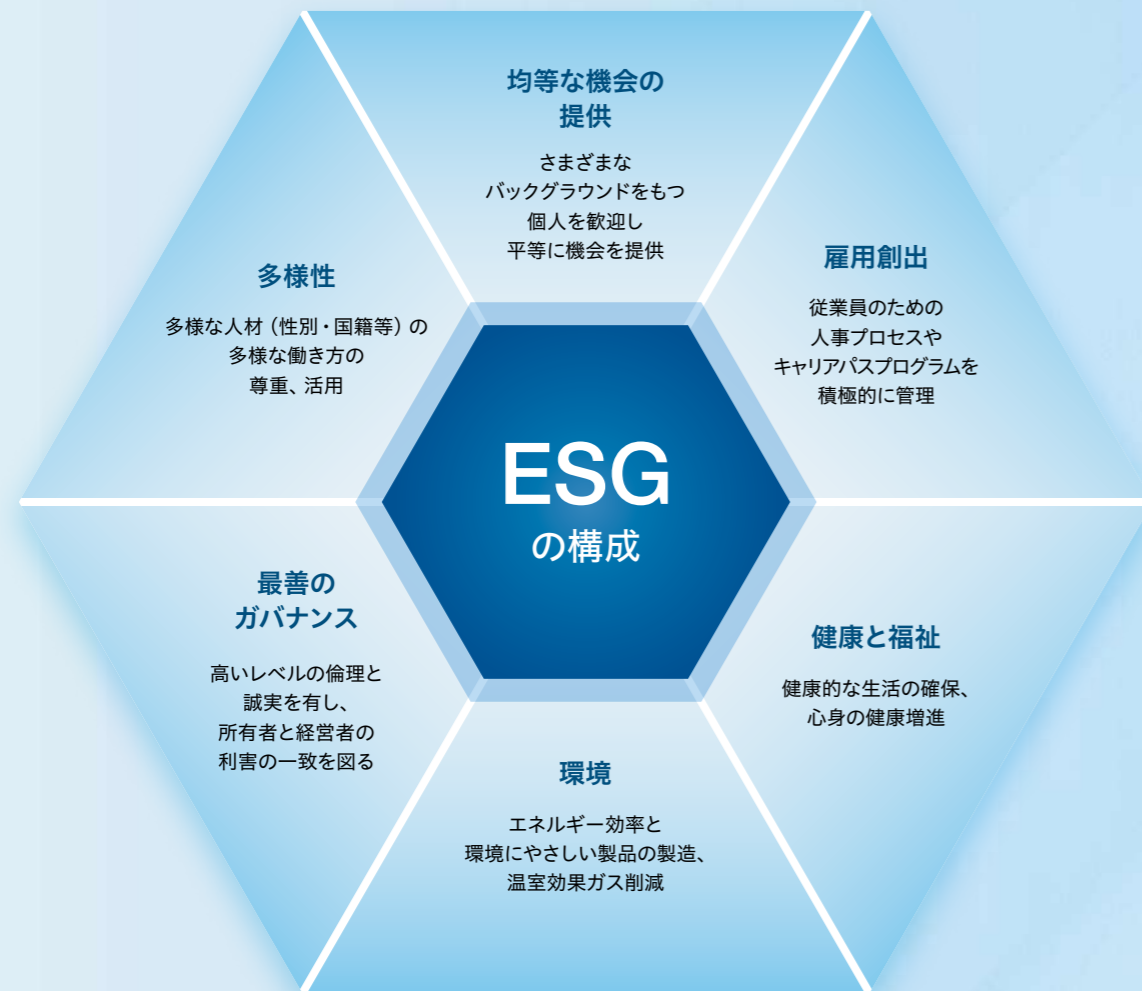 均等な機会の
提供
さまざまな
バックグラウンドをもつ
個人を歓迎し
平等に機会を提供
雇用創出
従業員のための
人事プロセスや
キャリアパスプログラムを
積極的に管理
多様性
多様な人材（性別・国籍等）の
多様な働き方の
尊重、活用
ESG
の構成
最善の
ガバナンス
高いレベルの倫理と
誠実を有し、
所有者と経営者の
利害の一致を図る
健康と福祉
健康的な生活の確保、
心身の健康増進
環境
エネルギー効率と
環境にやさしい製品の製造、
温室効果ガス削減